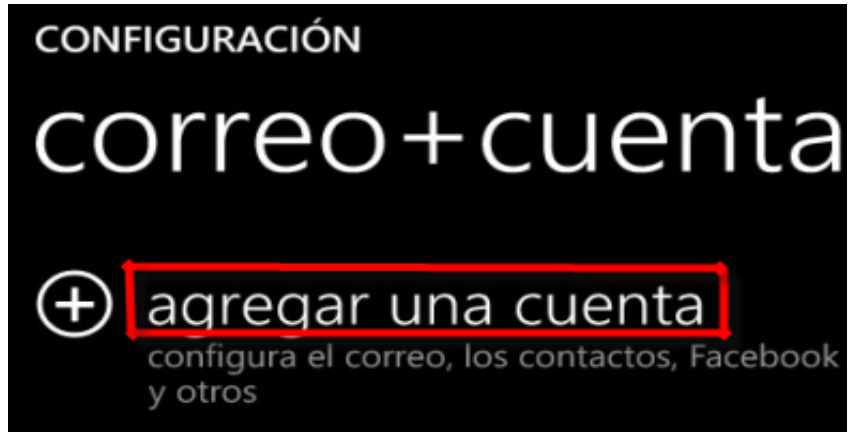 CONFIGURACIÓN
correo+cuenta
agregar una cuenta
configura el correo, los contactos, Facebook
y otros